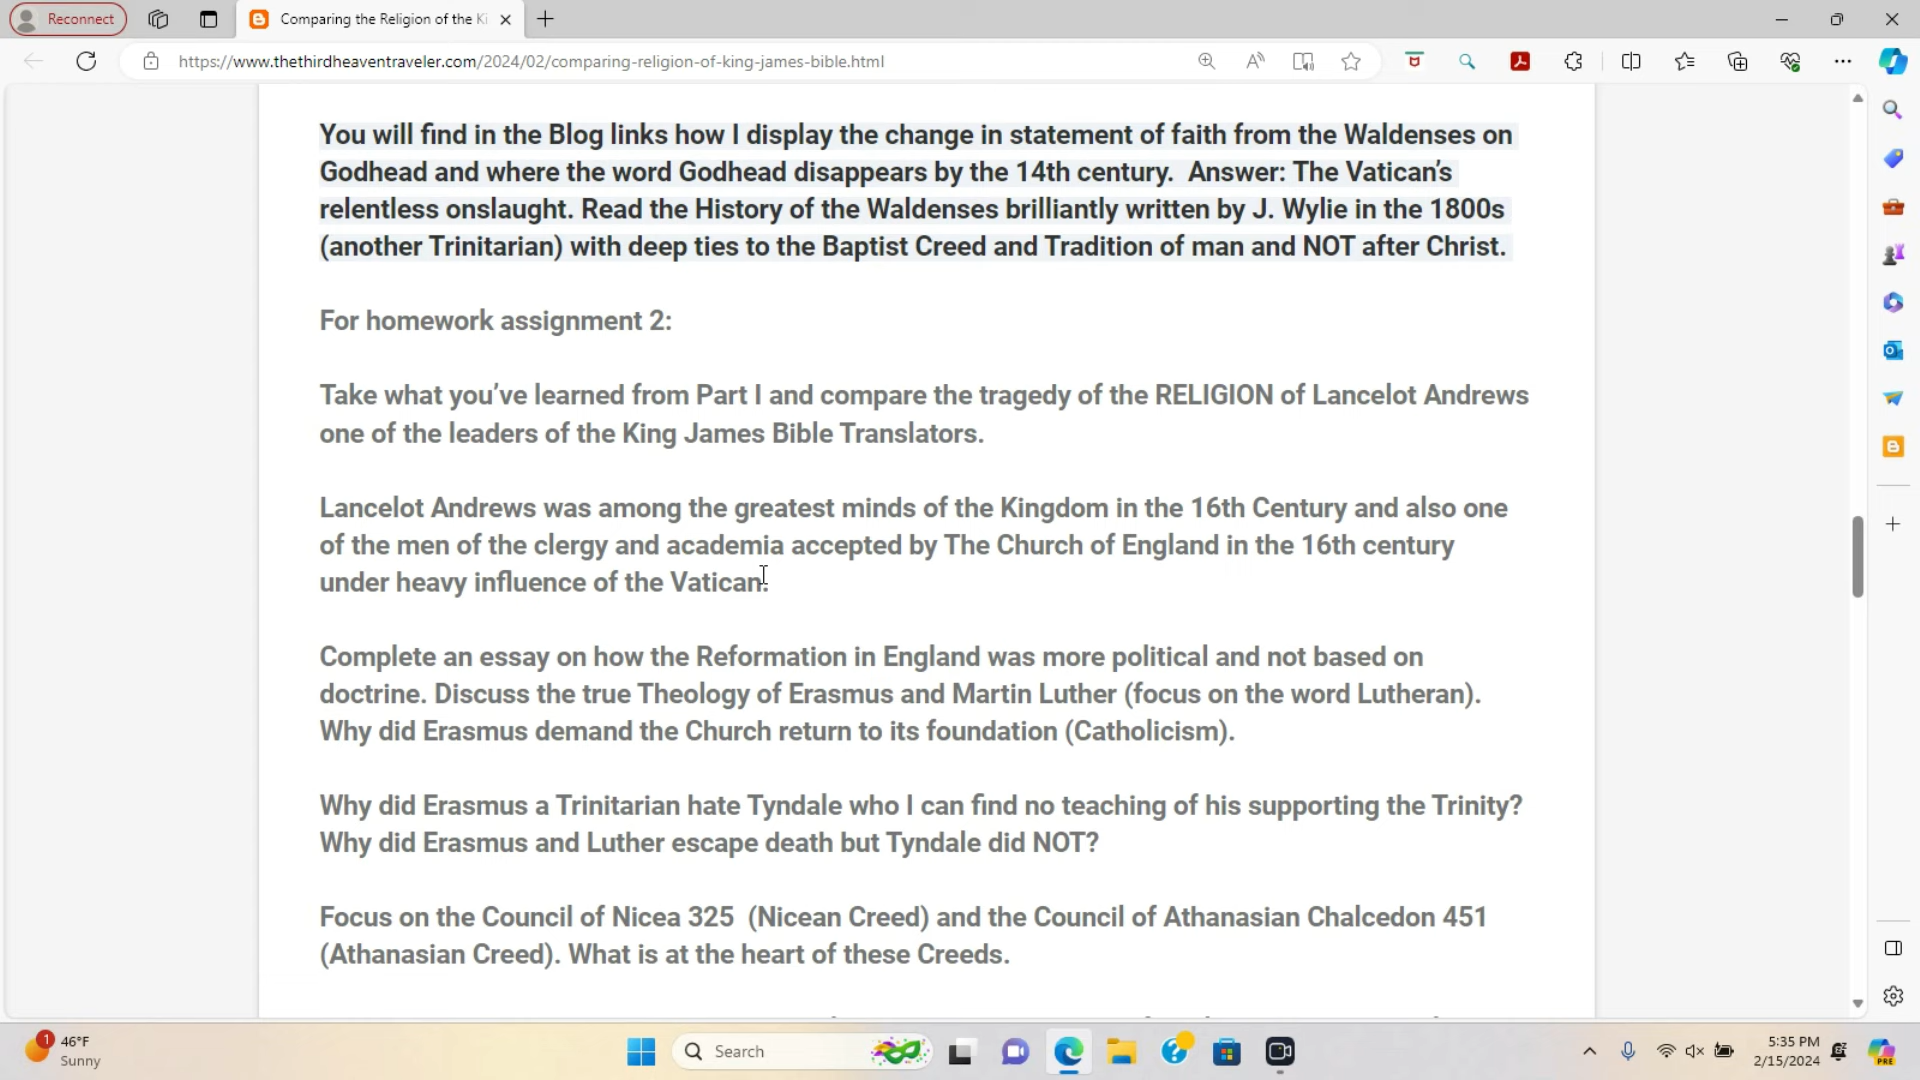 Reconnect
Comparing the Religion of the Ki
https://www.thethirdheaventraveler.com/2024/02/comparing-religion-of-king-james-bible.html
You will find in the Blog links how I display the change in statement of faith from the Waldenses on
Godhead and where the word Godhead disappears by the 14th century.  Answer: The Vatican’s
relentless onslaught. Read the History of the Waldenses brilliantly written by J. Wylie in the 1800s
(another Trinitarian) with deep ties to the Baptist Creed and Tradition of man and NOT after Christ.
For homework assignment 2:
Take what you’ve learned from Part I and compare the tragedy of the RELIGION of Lancelot Andrews
one of the leaders of the King James Bible Translators.
Lancelot Andrews was among the greatest minds of the Kingdom in the 16th Century and also one
of the men of the clergy and academia accepted by The Church of England in the 16th century
under heavy influence of the Vatican.
Complete an essay on how the Reformation in England was more political and not based on
doctrine. Discuss the true Theology of Erasmus and Martin Luther (focus on the word Lutheran).
Why did Erasmus demand the Church return to its foundation (Catholicism).
Why did Erasmus a Trinitarian hate Tyndale who I can find no teaching of his supporting the Trinity?
Why did Erasmus and Luther escape death but Tyndale did NOT?
Focus on the Council of Nicea 325  (Nicean Creed) and the Council of Athanasian Chalcedon 451
(Athanasian Creed). What is at the heart of these Creeds.
1
46°F
Sunny
Search
PRE
5:35 PM
2/15/2024